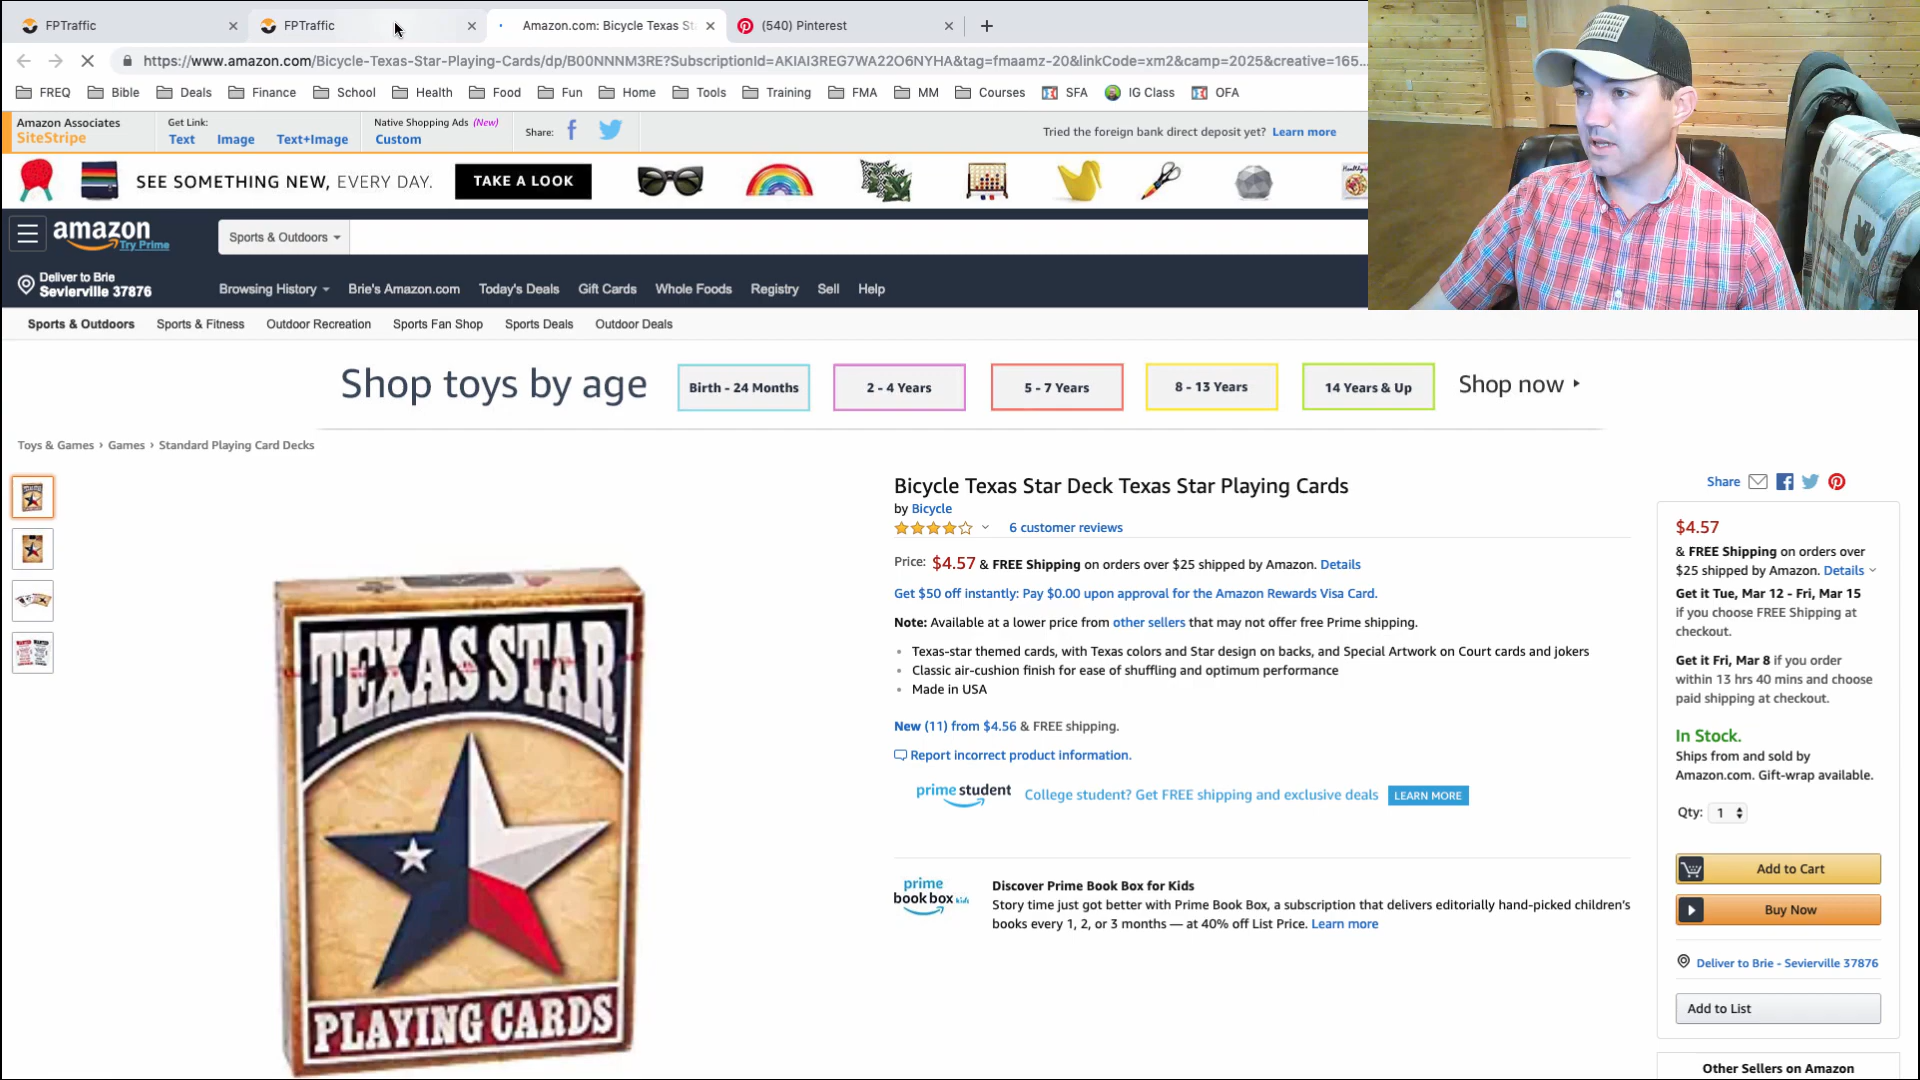 FPTraffic
FPTraffic
Amazon.com: Bicycle Texas St
(540) Pinterest
https://www.amazon.com/Bicycle-Texas-Star-Playing-Cards/dp/B00NNNM3RE?SubscriptionId=AKIAI3REG7WA22O6NYHA&tag=fmaamz-20&linkCode=xm2&camp=2025&creative=165...
FREQ Bible Deals Finance School Health Food Fun Home Tools Training FMA MM Courses SFA IG Class OFA
Amazon Associates
SiteStripe
Get Link:
Text Image Text+Image
Native Shopping Ads (New)
Custom
Share:
Tried the foreign bank direct deposit yet? Learn more
SEE SOMETHING NEW, EVERY DAY. TAKE A LOOK
amazon
Try Prime
Sports & Outdoors
Deliver to Brie
Sevierville 37876
Browsing History Brie's Amazon.com Today's Deals Gift Cards Whole Foods Registry Sell Help
Sports & Outdoors Sports & Fitness Outdoor Recreation Sports Fan Shop Sports Deals Outdoor Deals
Shop toys by age Birth - 24 Months 2 - 4 Years 5 - 7 Years 8 - 13 Years 14 Years & Up Shop now
Toys & Games › Games › Standard Playing Card Decks
TEXAS STAR
PLAYING CARDS
Bicycle Texas Star Deck Texas Star Playing Cards
by Bicycle
6 customer reviews
Price: $4.57 & FREE Shipping on orders over $25 shipped by Amazon. Details
Get $50 off instantly: Pay $0.00 upon approval for the Amazon Rewards Visa Card.
Note: Available at a lower price from other sellers that may not offer free Prime shipping.
Texas-star themed cards, with Texas colors and Star design on backs, and Special Artwork on Court cards and jokers
Classic air-cushion finish for ease of shuffling and optimum performance
Made in USA
New (11) from $4.56 & FREE shipping.
Report incorrect product information.
prime student College student? Get FREE shipping and exclusive deals LEARN MORE
prime
book box kids
Discover Prime Book Box for Kids
Story time just got better with Prime Book Box, a subscription that delivers editorially hand-picked children's
books every 1, 2, or 3 months — at 40% off List Price. Learn more
Share
$4.57
& FREE Shipping on orders over
$25 shipped by Amazon. Details
Get it Tue, Mar 12 - Fri, Mar 15
if you choose FREE Shipping at
checkout.
Get it Fri, Mar 8 if you order
within 13 hrs 40 mins and choose
paid shipping at checkout.
In Stock.
Ships from and sold by
Amazon.com. Gift-wrap available.
Qty: 1
Add to Cart
Buy Now
Deliver to Brie - Sevierville 37876
Add to List
Other Sellers on Amazon